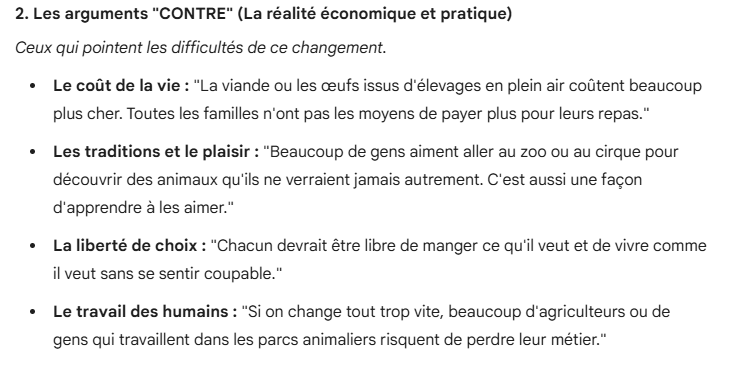 2. Les arguments "CONTRE" (La réalité économique et pratique)
Ceux qui pointent les difficultés de ce changement.
• Le coût de la vie : "La viande ou les œufs issus d'élevages en plein air coûtent beaucoup
plus cher. Toutes les familles n'ont pas les moyens de payer plus pour leurs repas."
• Les traditions et le plaisir : "Beaucoup de gens aiment aller au zoo ou au cirque pour
découvrir des animaux qu'ils ne verraient jamais autrement. C'est aussi une façon
d'apprendre à les aimer."
• La liberté de choix : "Chacun devrait être libre de manger ce qu'il veut et de vivre comme
il veut sans se sentir coupable."
• Le travail des humains : "Si on change tout trop vite, beaucoup d'agriculteurs ou de
gens qui travaillent dans les parcs animaliers risquent de perdre leur métier."